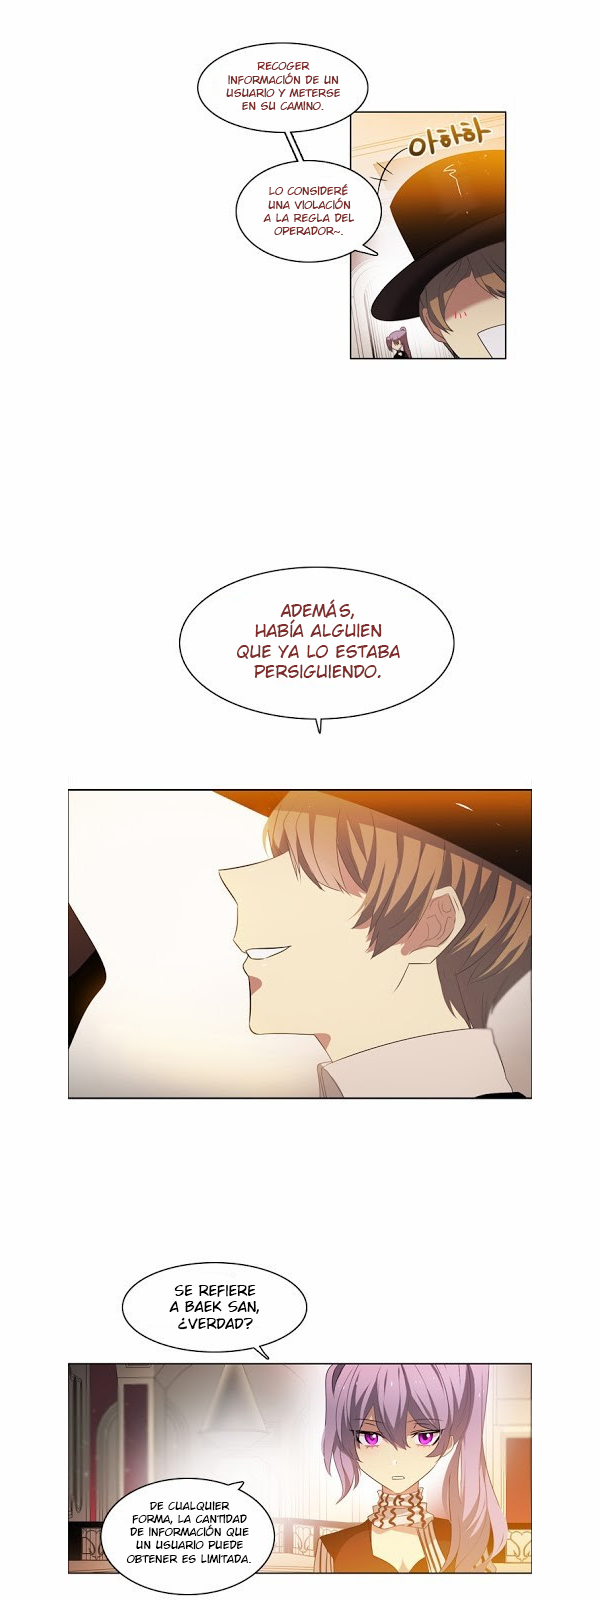 RECOGER
INFORMACIÓN DE UN
USUARIO Y METERSE
EN SU CAMINO.
아하하
LO CONSIDERÉ
UNA VIOLACIÓN
A LA REGLA DEL
OPERADOR~.
ADEMÁS,
HABÍA ALGUIEN
QUE YA LO ESTABA
PERSIGUIENDO.
SE REFIERE
A BAEK SAN,
¿VERDAD?
DE CUALQUIER
FORMA, LA CANTIDAD
DE INFORMACIÓN QUE
UN USUARIO PUEDE
OBTENER ES LIMITADA.